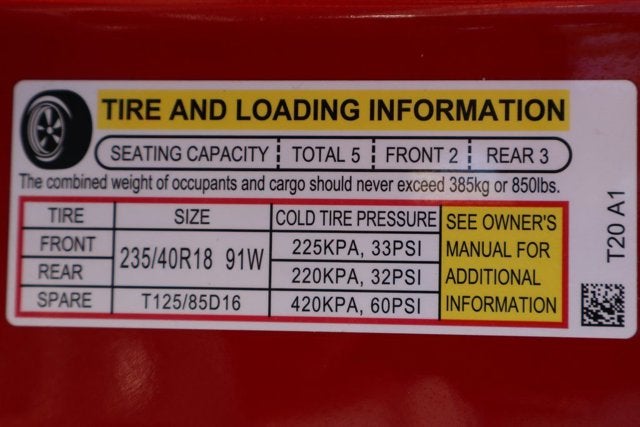 TIRE AND LOADING INFORMATION
SEATING CAPACITY TOTAL 5 FRONT 2 REAR 3
The combined weight of occupants and cargo should never exceed 385kg or 850lbs.
TIRE SIZE COLD TIRE PRESSURE
FRONT 235/40R18 91W 225KPA, 33PSI
REAR 220KPA, 32PSI
SPARE T125/85D16 420KPA, 60PSI
SEE OWNER'S
MANUAL FOR
ADDITIONAL
INFORMATION
T20 A1